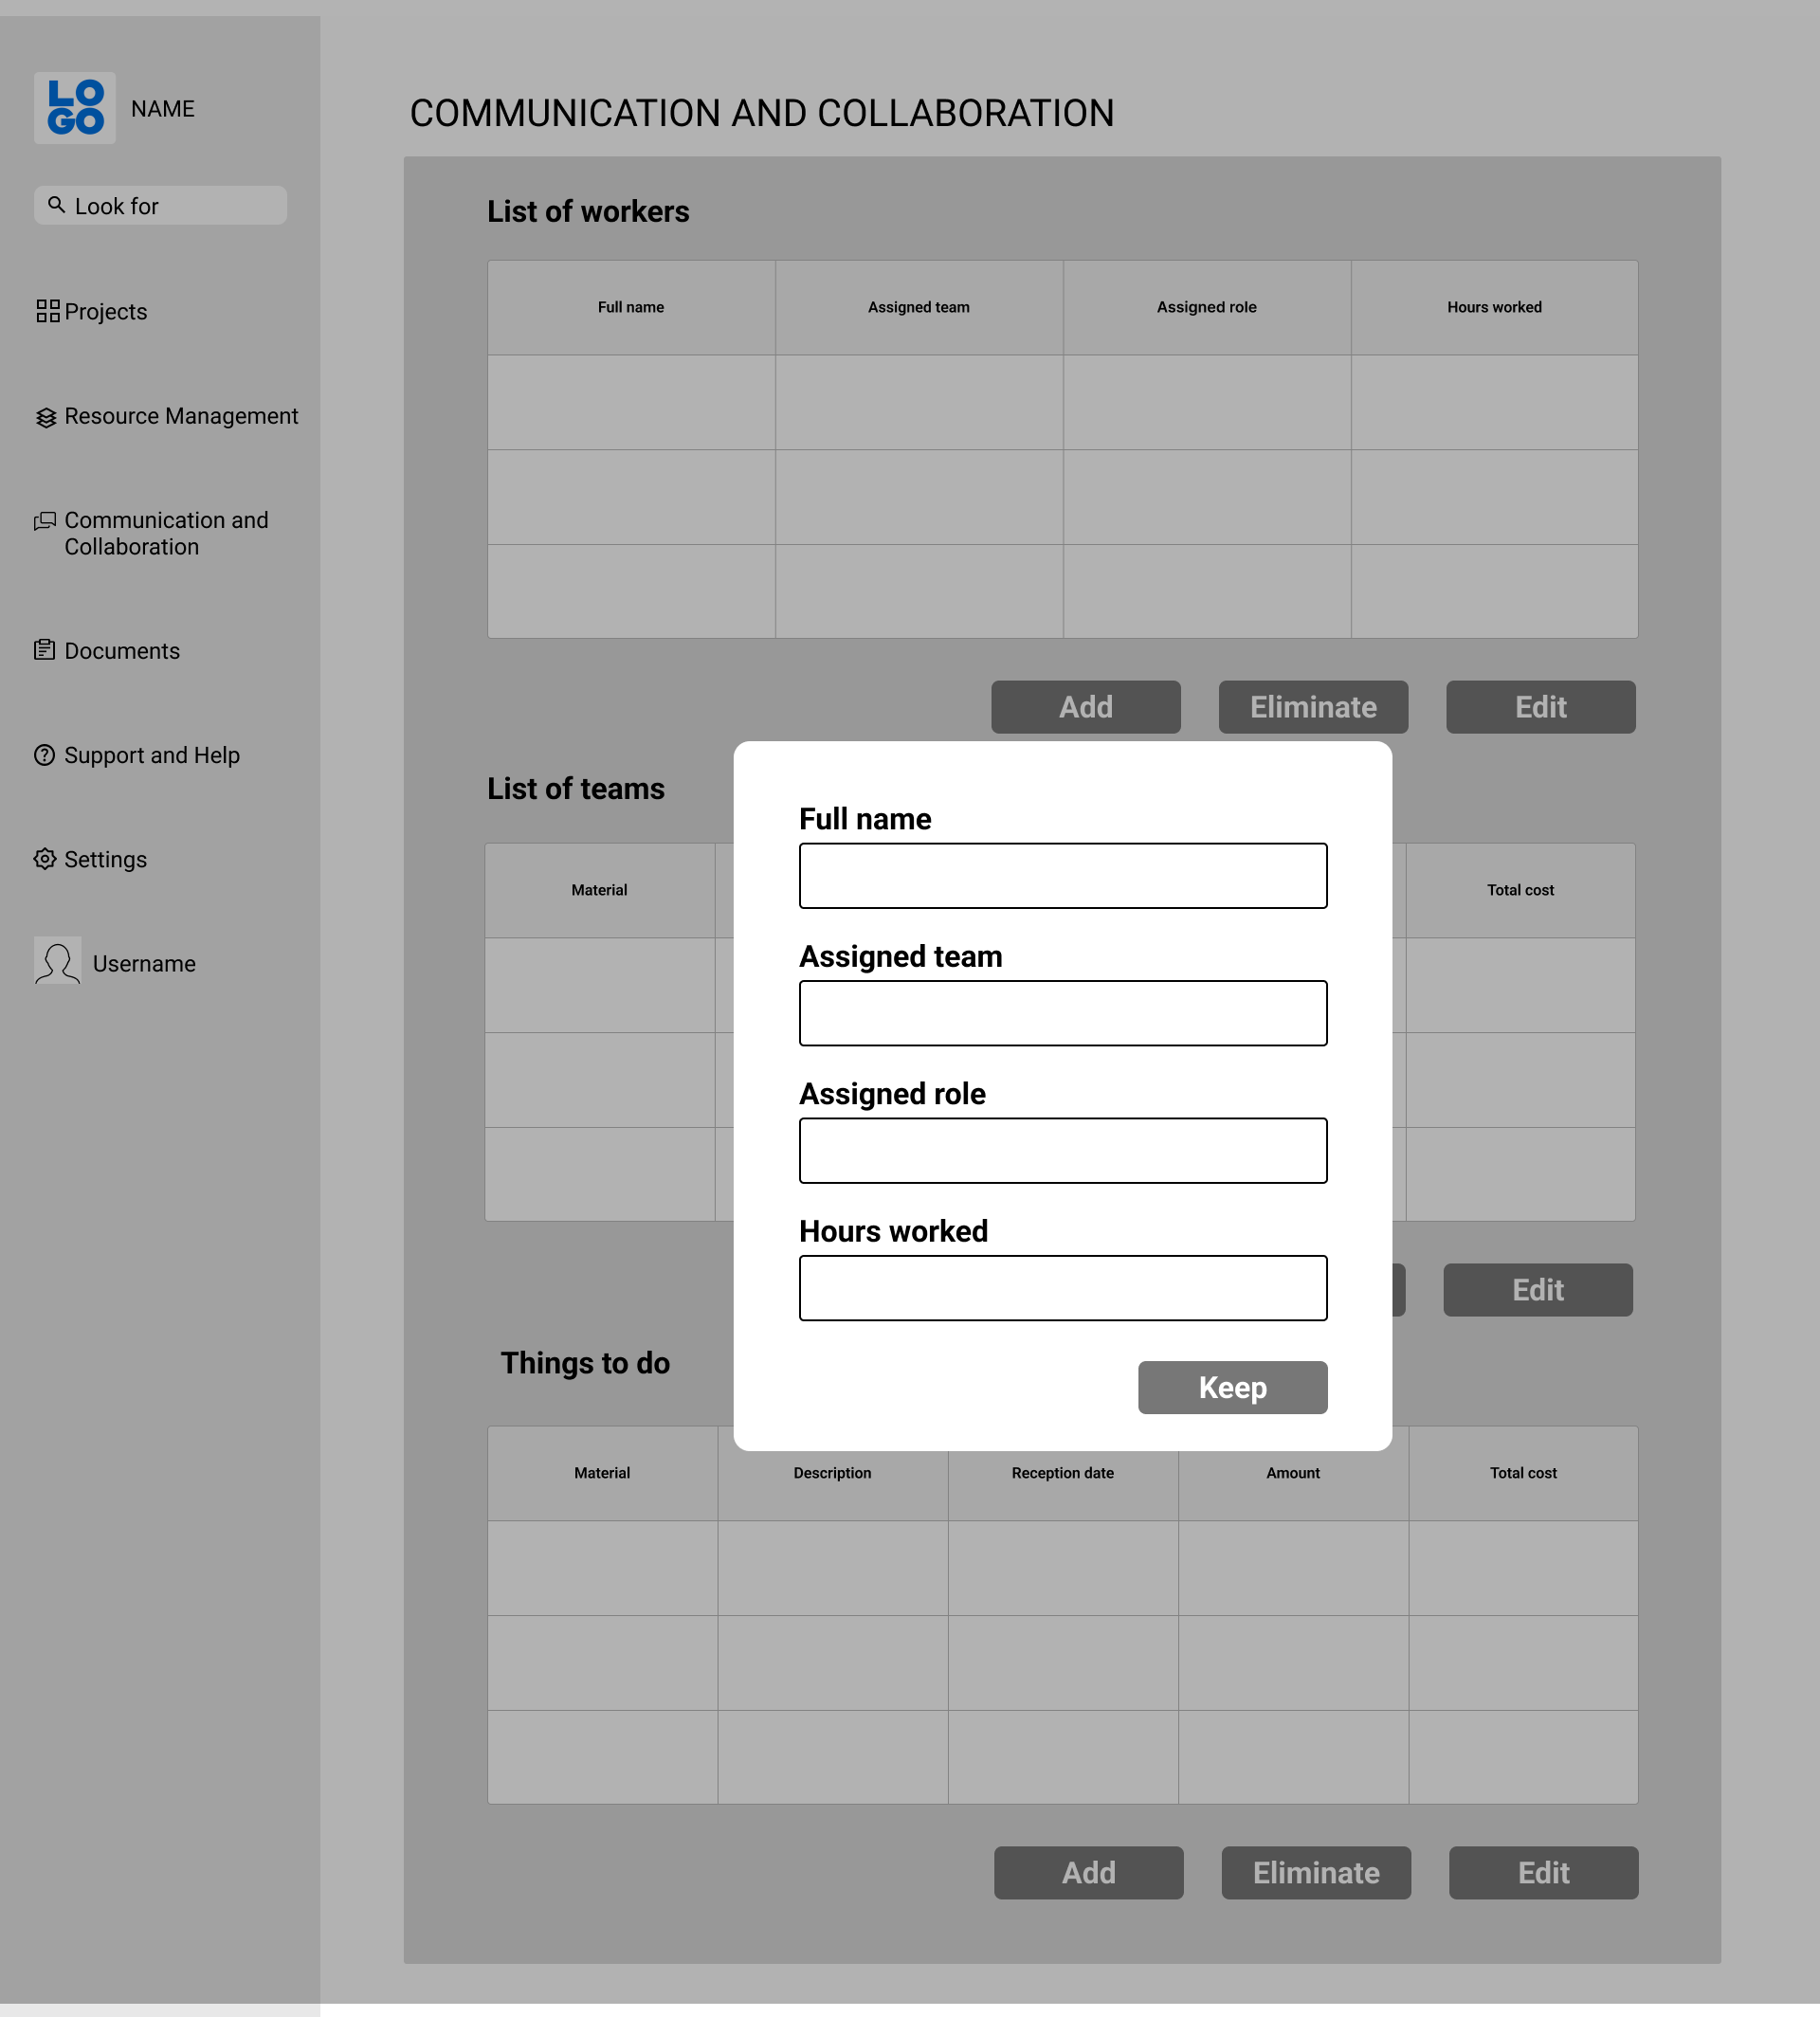 LO
GO
NAME
Look for
Projects
Resource Management
Communication and
Collaboration
Documents
Support and Help
Settings
Username
COMMUNICATION AND COLLABORATION
List of workers
Full name Assigned team Assigned role Hours worked
Add Eliminate Edit
List of teams
Material Total cost
Edit
Full name
Assigned team
Assigned role
Hours worked
Keep
Things to do
Material Description Reception date Amount Total cost
Add Eliminate Edit